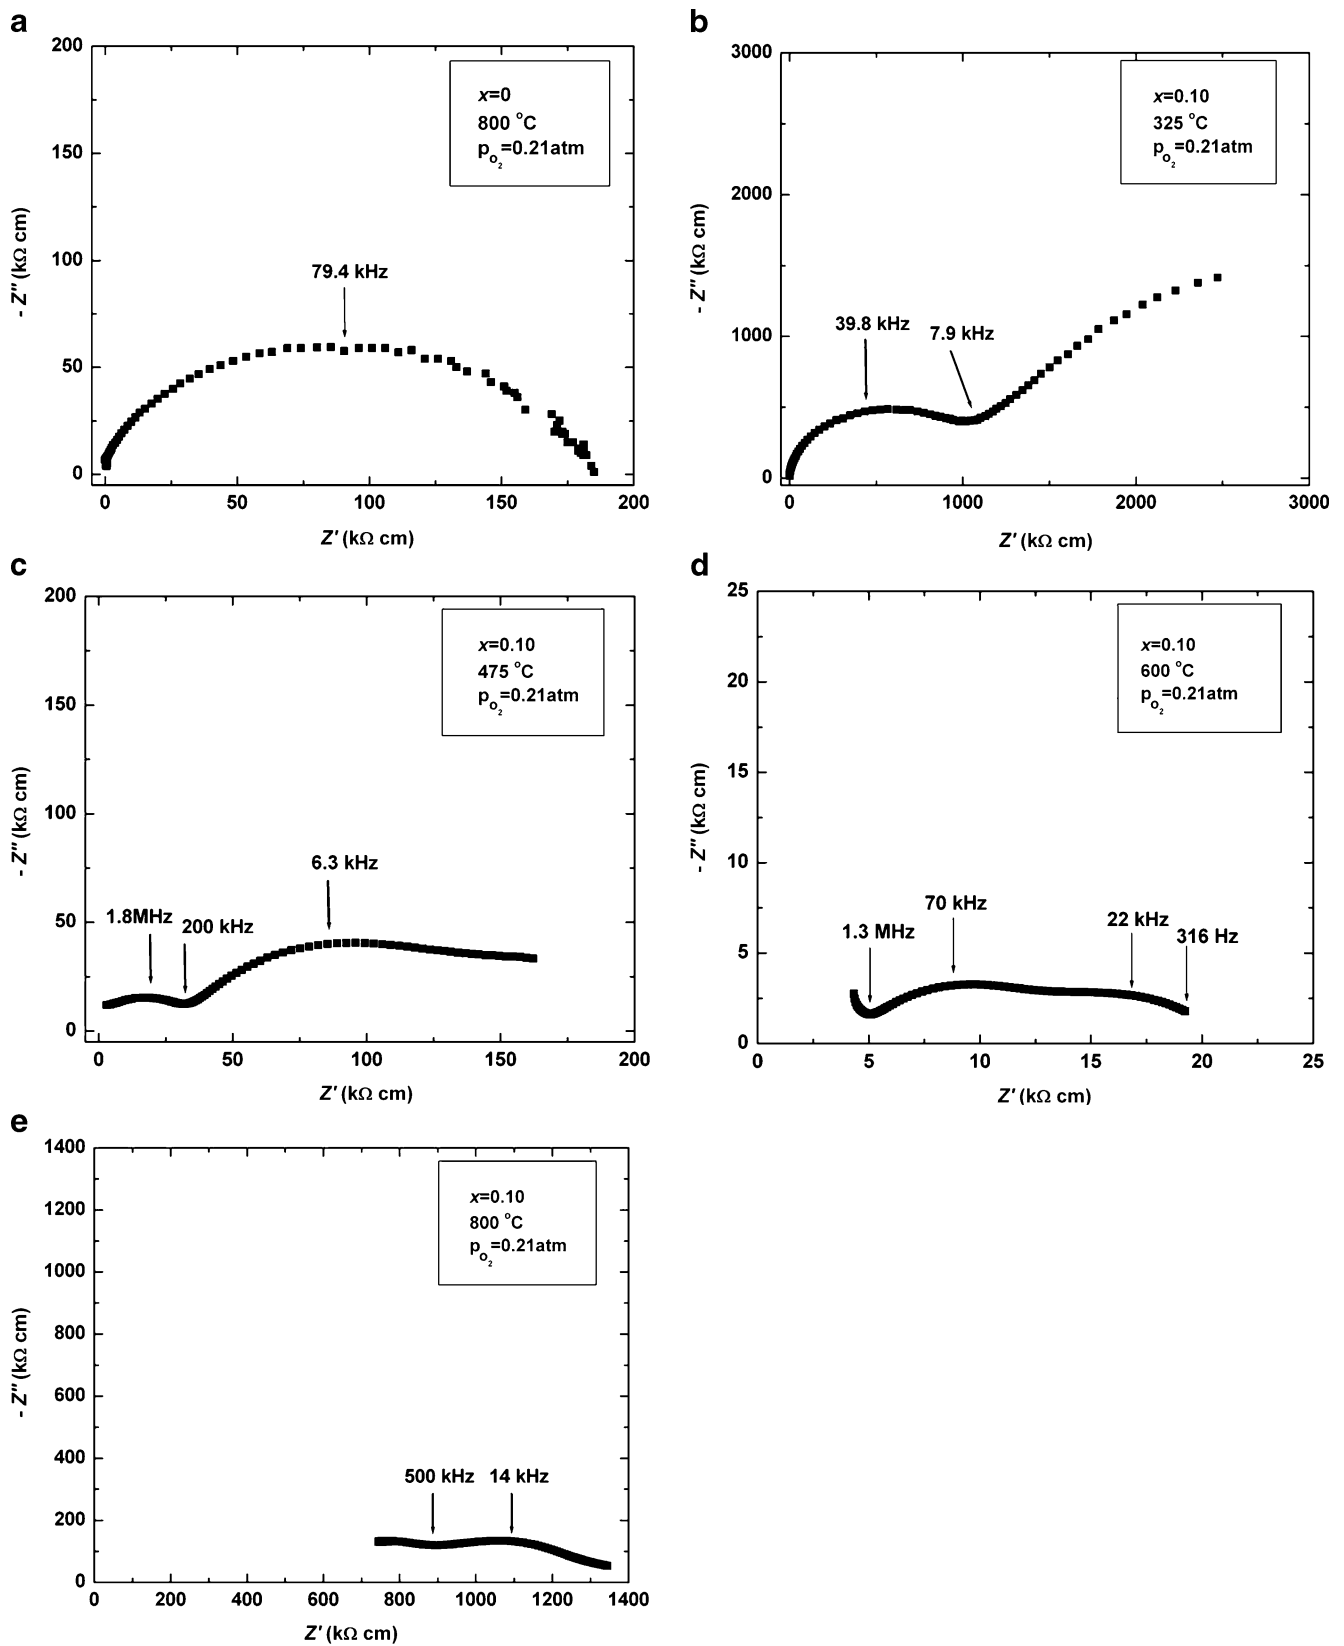 a
200
150
100
50
0
0 50 100 150 200
- Z″ (kΩ cm)
Z′ (kΩ cm)
x=0
800 °C
pO2=0.21atm
79.4 kHz
b
3000
2000
1000
0
0 1000 2000 3000
- Z″ (kΩ cm)
Z′ (kΩ cm)
x=0.10
325 °C
pO2=0.21atm
39.8 kHz
7.9 kHz
c
200
150
100
50
0
0 50 100 150 200
- Z″ (kΩ cm)
Z′ (kΩ cm)
x=0.10
475 °C
pO2=0.21atm
1.8MHz
200 kHz
6.3 kHz
d
25
20
15
10
5
0
0 5 10 15 20 25
- Z″ (kΩ cm)
Z′ (kΩ cm)
x=0.10
600 °C
pO2=0.21atm
1.3 MHz
70 kHz
22 kHz
316 Hz
e
1400
1200
1000
800
600
400
200
0
0 200 400 600 800 1000 1200 1400
- Z″ (kΩ cm)
Z′ (kΩ cm)
x=0.10
800 °C
pO2=0.21atm
500 kHz 14 kHz